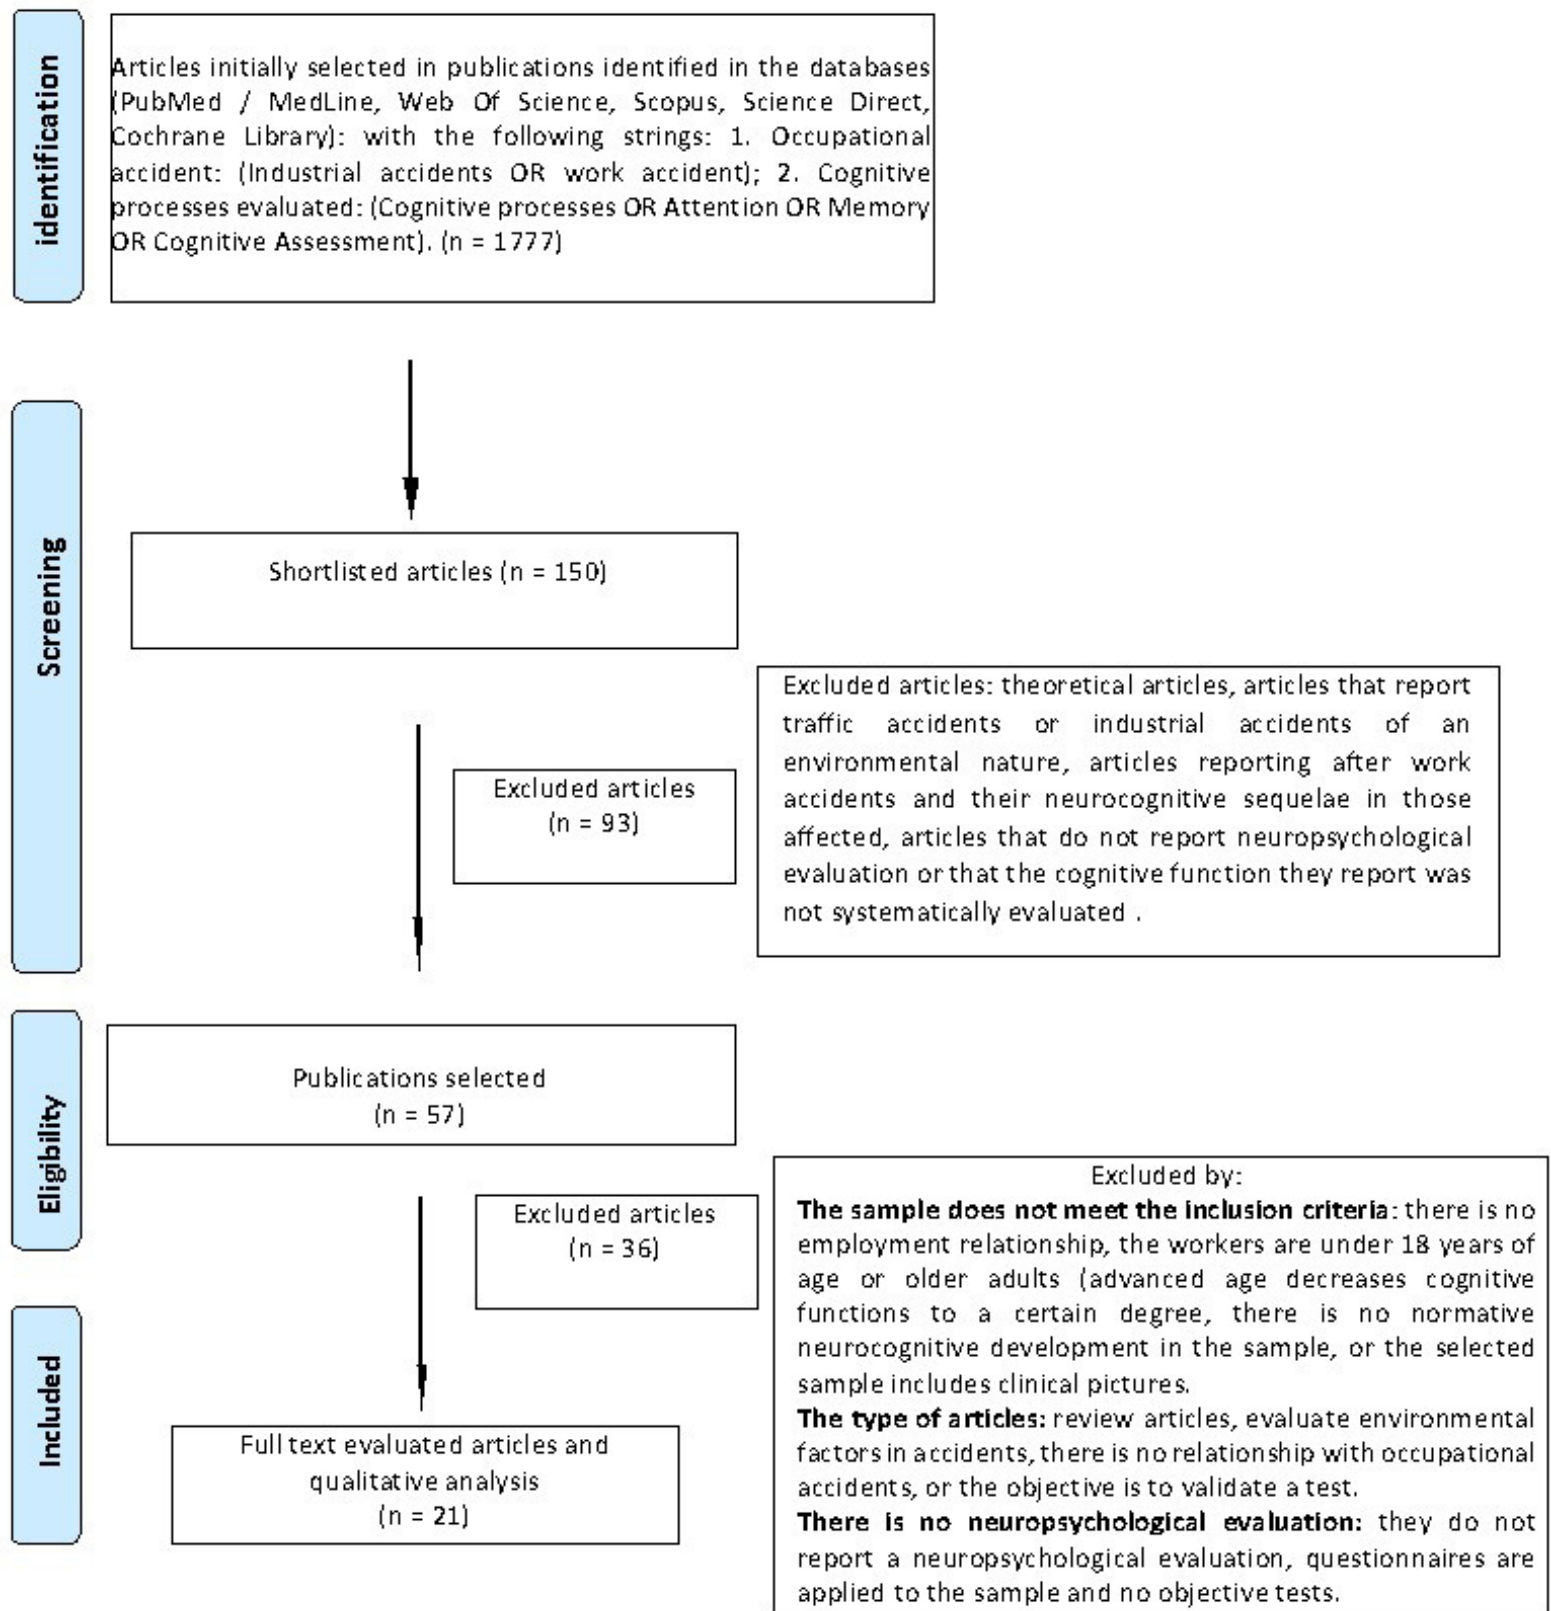 identification
Articles initially selected in publications identified in the databases
(PubMed / MedLine, Web Of Science, Scopus, Science Direct,
Cochrane Library): with the following strings: 1. Occupational
accident: (Industrial accidents OR work accident); 2. Cognitive
processes evaluated: (Cognitive processes OR Attention OR Memory
OR Cognitive Assessment). (n = 1777)
Screening
Shortlisted articles (n = 150)
Excluded articles
(n = 93)
Excluded articles: theoretical articles, articles that report
traffic accidents or industrial accidents of an
environmental nature, articles reporting after work
accidents and their neurocognitive sequelae in those
affected, articles that do not report neuropsychological
evaluation or that the cognitive function they report was
not systematically evaluated .
Eligibility
Publications selected
(n = 57)
Excluded articles
(n = 36)
Excluded by:
The sample does not meet the inclusion criteria: there is no
employment relationship, the workers are under 18 years of
age or older adults (advanced age decreases cognitive
functions to a certain degree, there is no normative
neurocognitive development in the sample, or the selected
sample includes clinical pictures.
The type of articles: review articles, evaluate environmental
factors in accidents, there is no relationship with occupational
accidents, or the objective is to validate a test.
There is no neuropsychological evaluation: they do not
report a neuropsychological evaluation, questionnaires are
applied to the sample and no objective tests.
Included
Full text evaluated articles and
qualitative analysis
(n = 21)